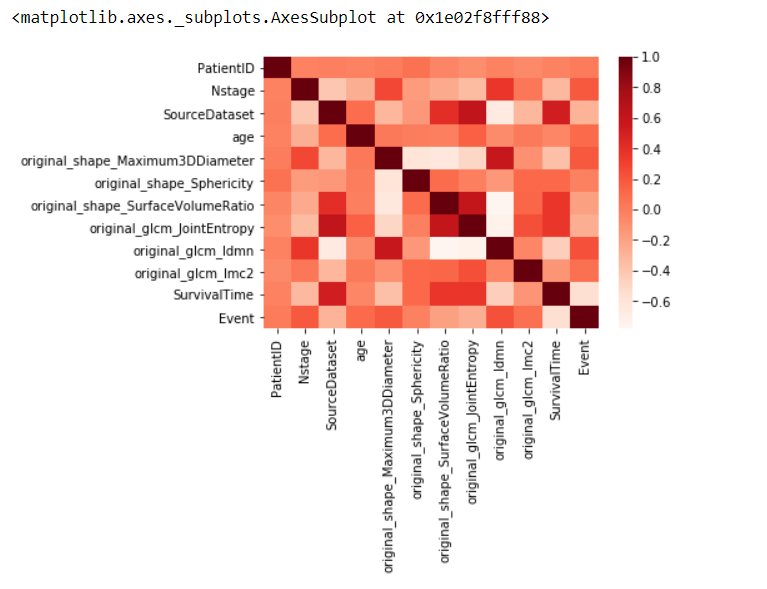 <matplotlib.axes._subplots.AxesSubplot at 0x1e02f8fff88>
PatientID
Nstage
SourceDataset
age
original_shape_Maximum3DDiameter
original_shape_Sphericity
original_shape_SurfaceVolumeRatio
original_glcm_JointEntropy
original_glcm_Idmn
original_glcm_Imc2
SurvivalTime
Event
PatientID
Nstage
SourceDataset
age
original_shape_Maximum3DDiameter
original_shape_Sphericity
original_shape_SurfaceVolumeRatio
original_glcm_JointEntropy
original_glcm_Idmn
original_glcm_Imc2
SurvivalTime
Event
1.0
0.8
0.6
0.4
0.2
0.0
−0.2
−0.4
−0.6